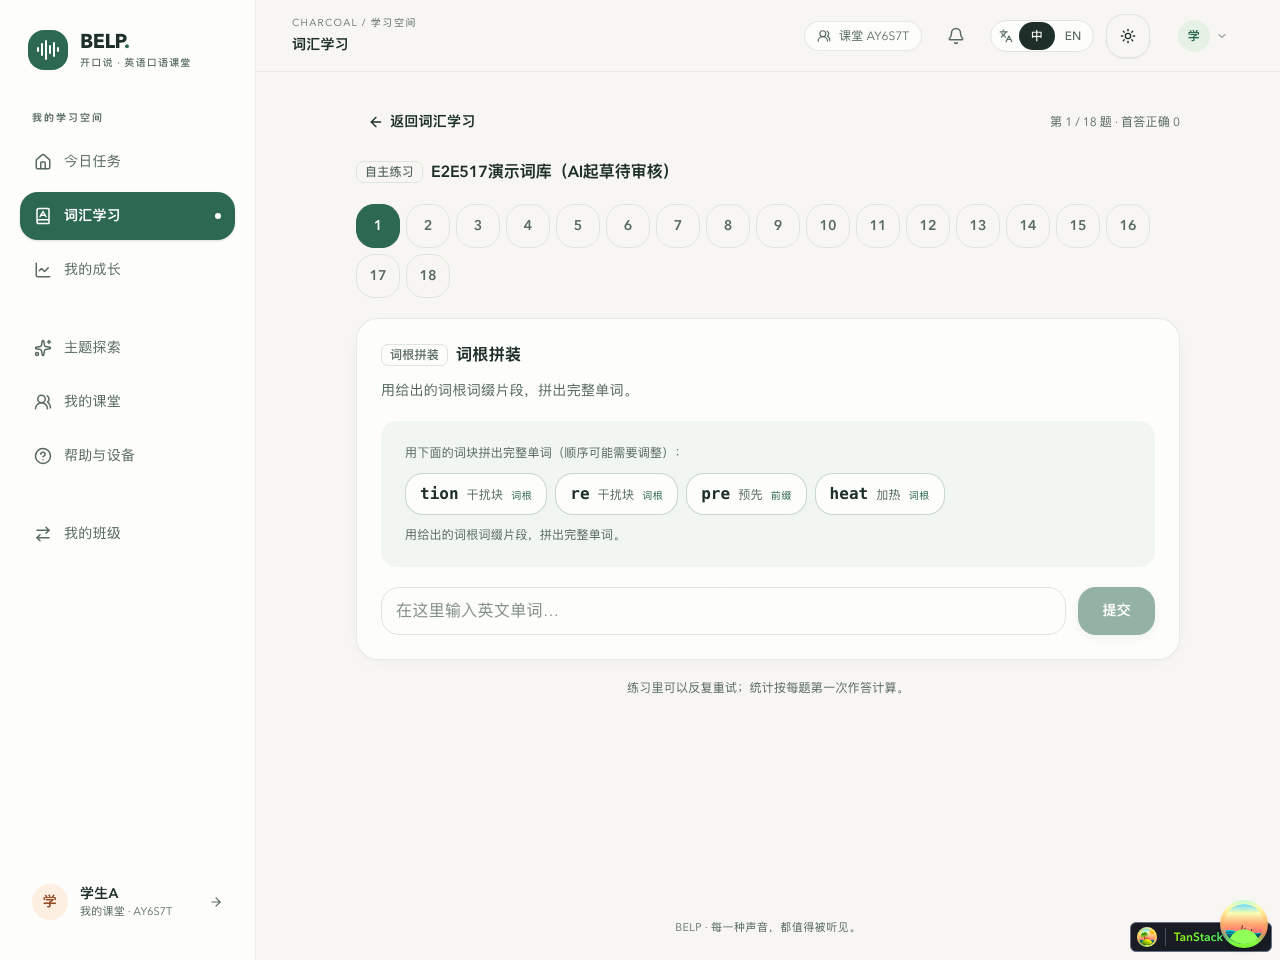 BELP.
开口说 · 英语口语课堂
我的学习空间
今日任务
词汇学习
我的成长
主题探索
我的课堂
帮助与设备
我的班级
学
学生A
我的课堂 · AY6S7T
CHARCOAL / 学习空间
词汇学习
课堂 AY6S7T
中
EN
学
返回词汇学习
第 1 / 18 题 · 首答正确 0
自主练习 E2E517演示词库（AI起草待审核）
1 2 3 4 5 6 7 8 9 10 11 12 13 14 15 16
17 18
词根拼装 词根拼装
用给出的词根词缀片段，拼出完整单词。
用下面的词块拼出完整单词（顺序可能需要调整）：
tion 干扰块 词根 re 干扰块 词根 pre 预先 前缀 heat 加热 词根
用给出的词根词缀片段，拼出完整单词。
在这里输入英文单词…
提交
练习里可以反复重试；统计按每题第一次作答计算。
BELP · 每一种声音，都值得被听见。
TanStack